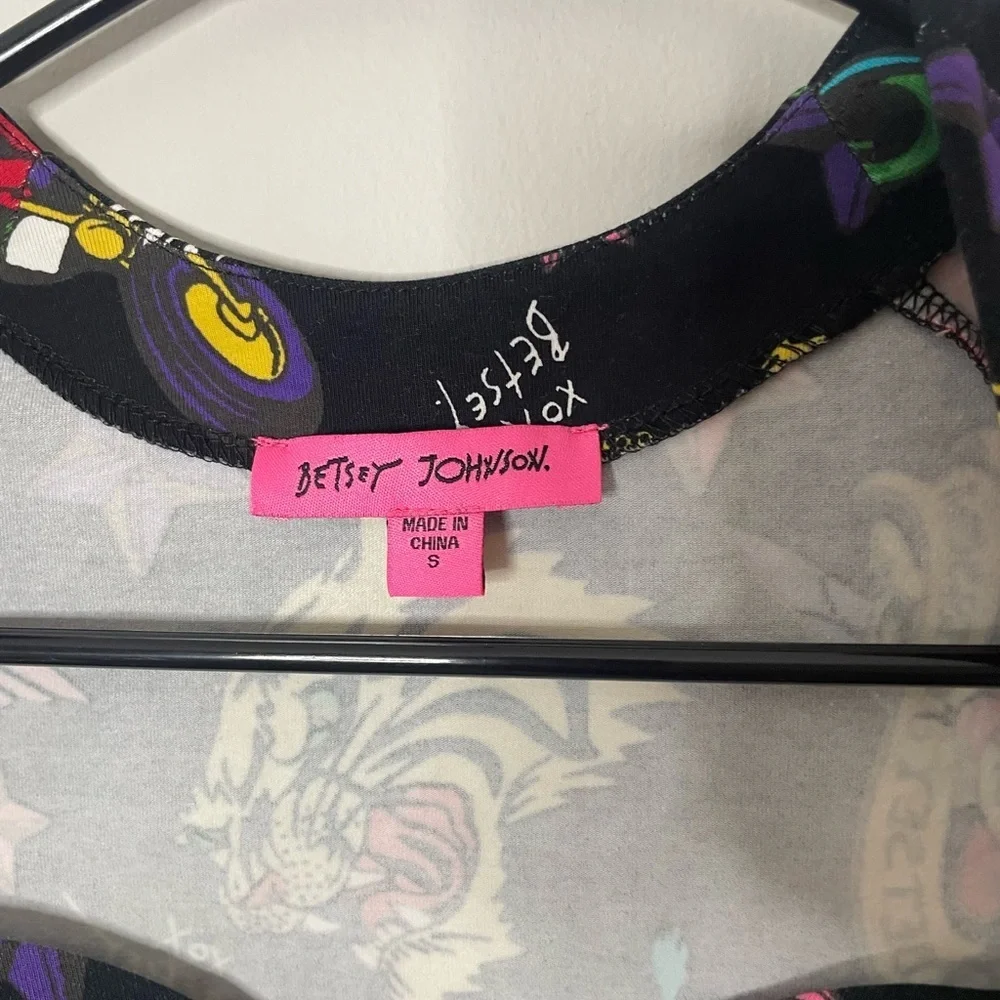 XOX
BETSEY.
BETSEY JOHNSON.
MADE IN
CHINA
S